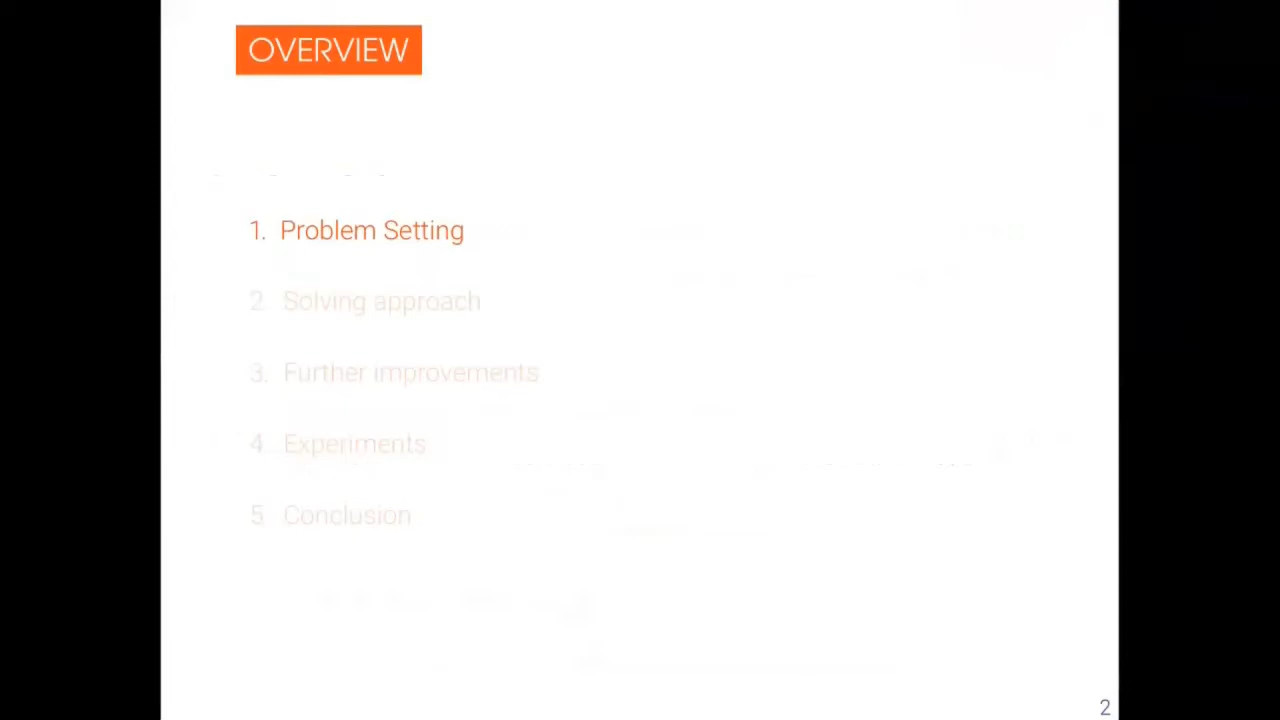 OVERVIEW
1. Problem Setting
2. Solving approach
3. Further improvements
4. Experiments
5. Conclusion
2